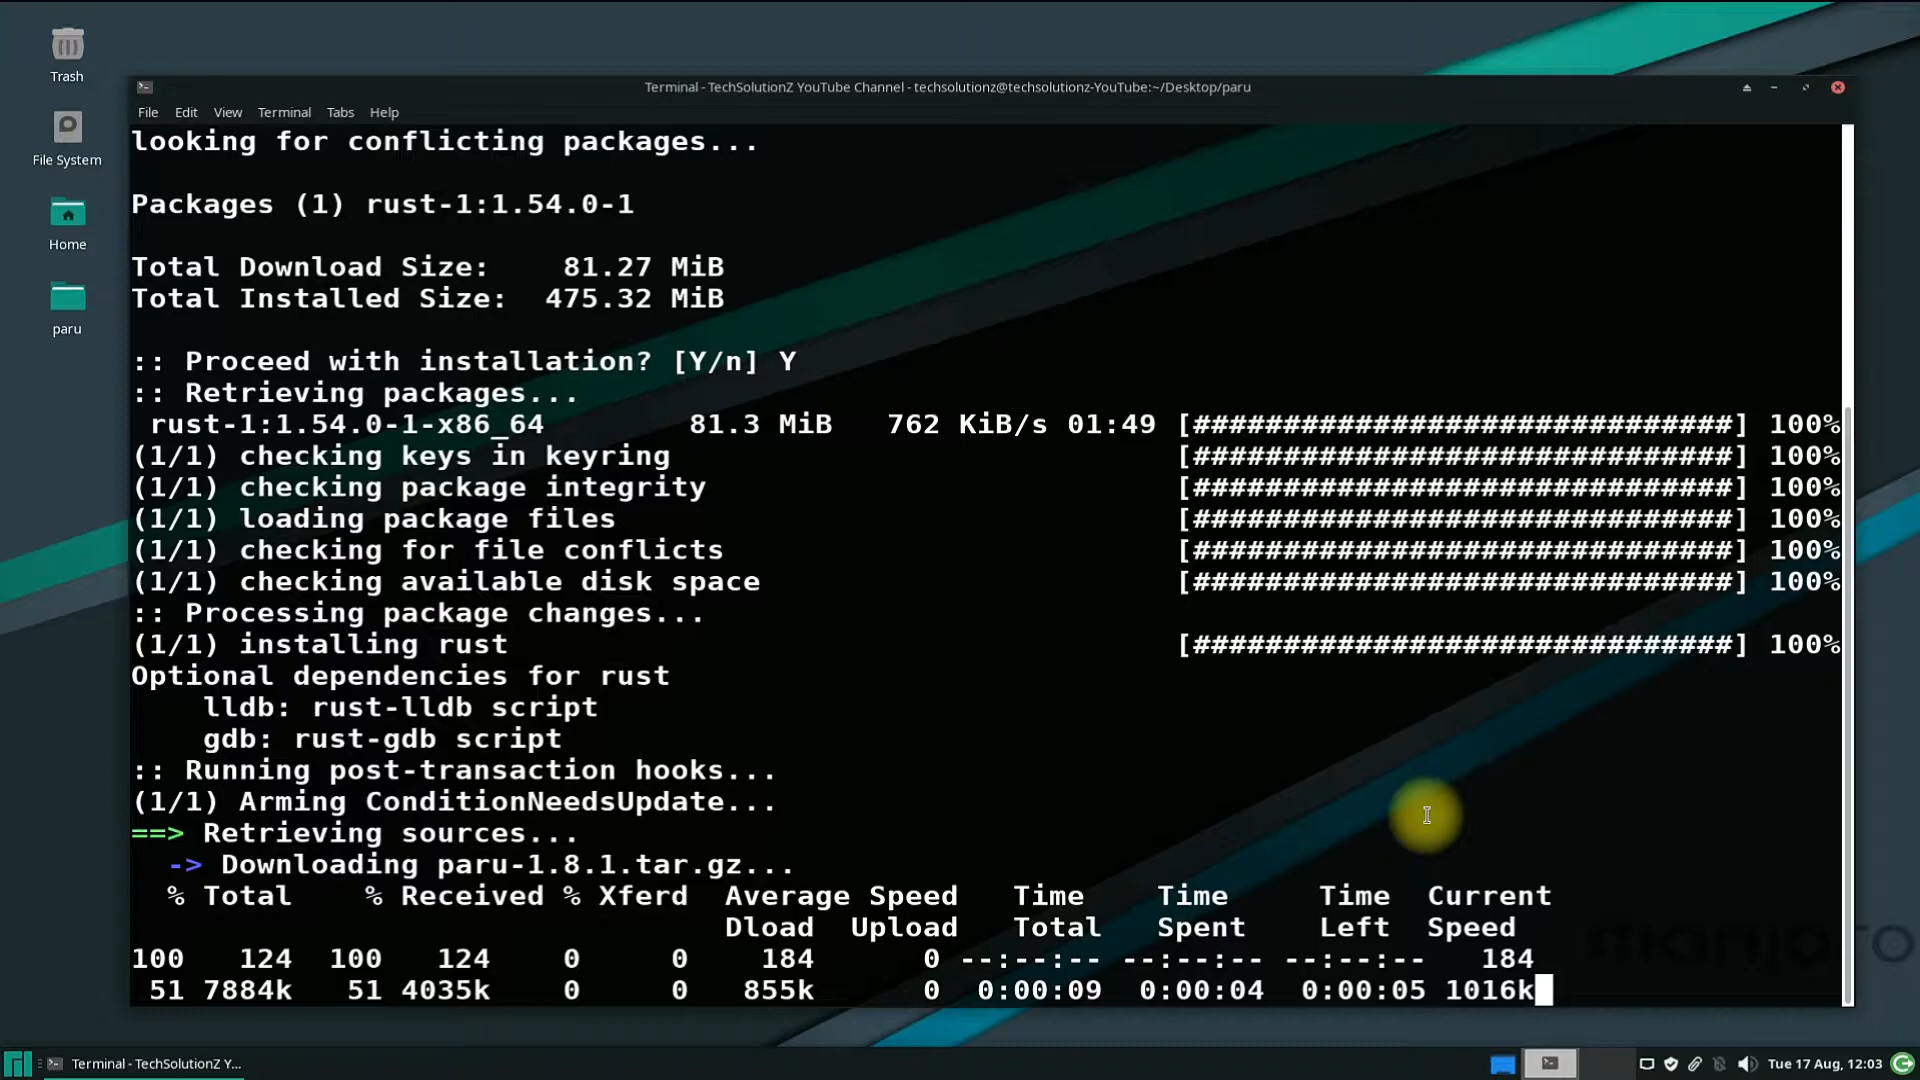 Trash
File System
Home
paru
Terminal - TechSolutionZ YouTube Channel - techsolutionz@techsolutionz-YouTube:~/Desktop/paru
File Edit View Terminal Tabs Help
looking for conflicting packages...
Packages (1) rust-1:1.54.0-1
Total Download Size:    81.27 MiB
Total Installed Size:  475.32 MiB
:: Proceed with installation? [Y/n] Y
:: Retrieving packages...
 rust-1:1.54.0-1-x86_64        81.3 MiB   762 KiB/s 01:49 [##############################] 100%
(1/1) checking keys in keyring                            [##############################] 100%
(1/1) checking package integrity                          [##############################] 100%
(1/1) loading package files                               [##############################] 100%
(1/1) checking for file conflicts                         [##############################] 100%
(1/1) checking available disk space                       [##############################] 100%
:: Processing package changes...
(1/1) installing rust                                     [##############################] 100%
Optional dependencies for rust
    lldb: rust-lldb script
    gdb: rust-gdb script
:: Running post-transaction hooks...
(1/1) Arming ConditionNeedsUpdate...
==> Retrieving sources...
  -> Downloading paru-1.8.1.tar.gz...
  % Total    % Received % Xferd  Average Speed   Time    Time     Time  Current
                                 Dload  Upload   Total   Spent    Left  Speed
100   124  100   124    0     0    184      0 --:--:-- --:--:-- --:--:--   184
 51 7884k   51 4035k    0     0   855k      0  0:00:09  0:00:04  0:00:05 1016k
manjaro
Terminal - TechSolutionZ Y...
Tue 17 Aug, 12:03